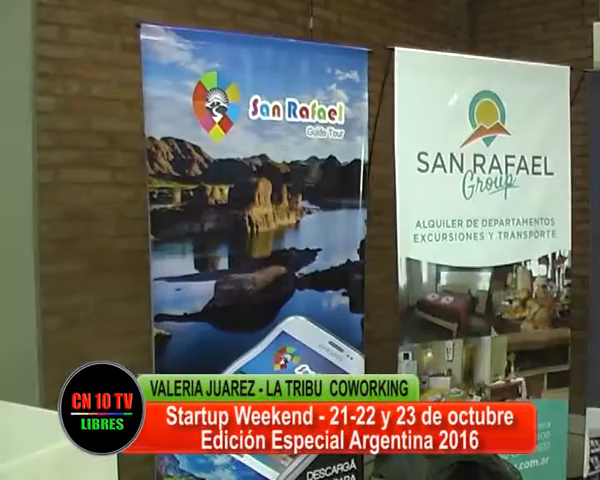 San Rafael
Guide Tour
SAN RAFAEL
Group
ALQUILER DE DEPARTAMENTOS
EXCURSIONES Y TRANSPORTE
CN 10 TV
LIBRES
VALERIA JUAREZ - LA TRIBU COWORKING
Startup Weekend - 21-22 y 23 de octubre
Edición Especial Argentina 2016
DESCARGÁ